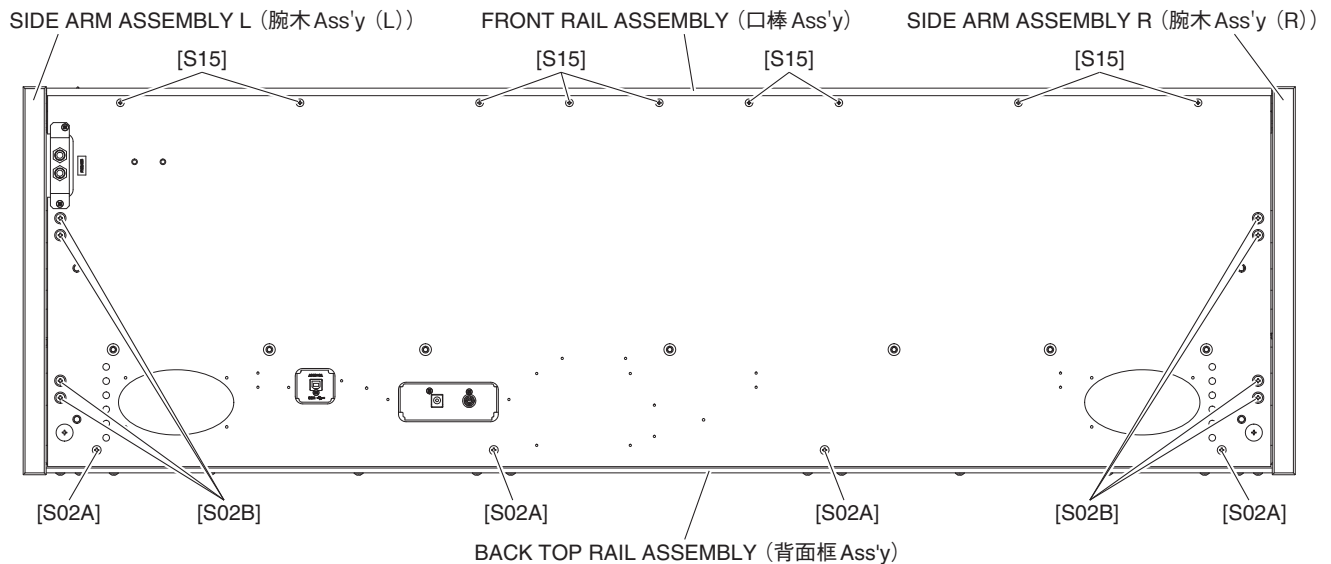 SIDE ARM ASSEMBLY L（腕木Ass'y（L））
FRONT RAIL ASSEMBLY（口棒Ass'y）
SIDE ARM ASSEMBLY R（腕木Ass'y（R））
[S15]
[S15]
[S15]
[S15]
[S02A]
[S02B]
[S02A]
[S02A]
[S02B]
[S02A]
BACK TOP RAIL ASSEMBLY（背面框Ass'y）